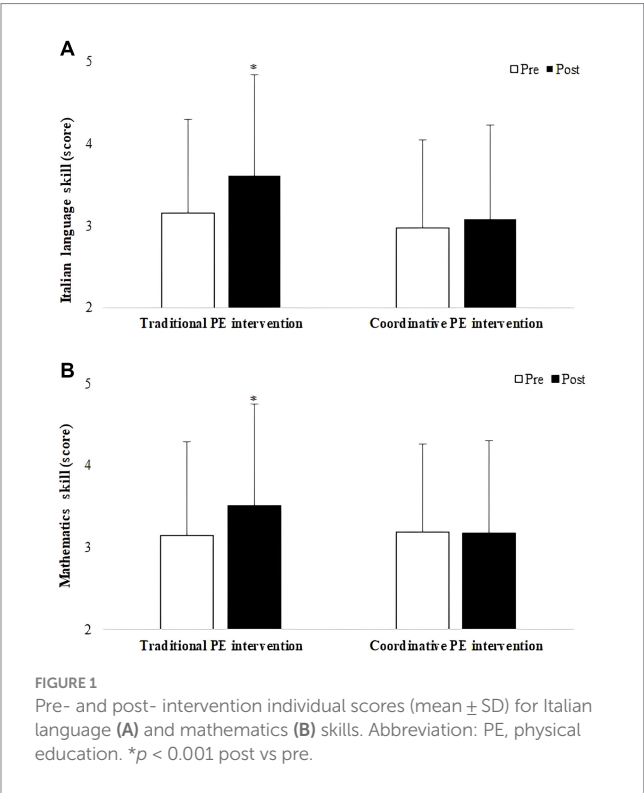 A
5
*
Pre Post
4
3
2
Italian language skill (score)
Traditional PE intervention Coordinative PE intervention
B
5
*
Pre Post
4
3
2
Mathematics skill (score)
Traditional PE intervention Coordinative PE intervention
FIGURE 1
Pre- and post- intervention individual scores (mean ± SD) for Italian
language (A) and mathematics (B) skills. Abbreviation: PE, physical
education. *p < 0.001 post vs pre.